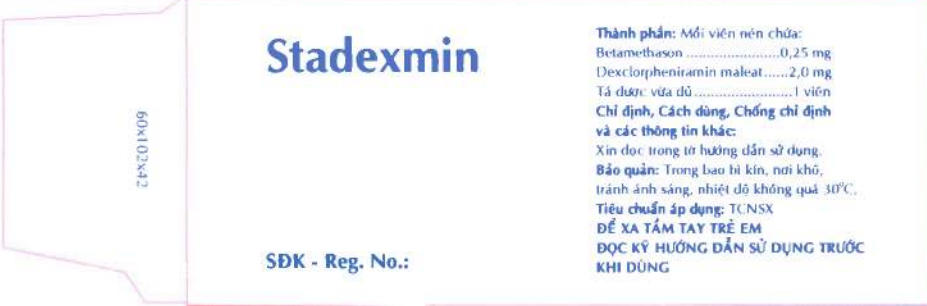 Stadexmin
SĐK - Reg. No.:
60x102x42
Thành phần: Mỗi viên nén chứa:
Betamethason ........................0,25 mg
Dexclorpheniramin maleat......2,0 mg
Tá dược vừa đủ .........................1 viên
Chỉ định, Cách dùng, Chống chỉ định
và các thông tin khác:
Xin đọc trong tờ hướng dẫn sử dụng.
Bảo quản: Trong bao bì kín, nơi khô,
tránh ánh sáng, nhiệt độ không quá 30°C.
Tiêu chuẩn áp dụng: TCNSX
ĐỂ XA TẦM TAY TRẺ EM
ĐỌC KỸ HƯỚNG DẪN SỬ DỤNG TRƯỚC
KHI DÙNG